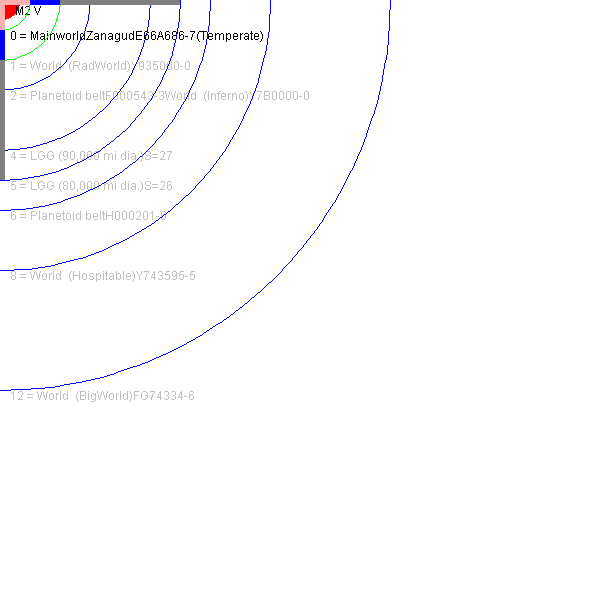 M2 V
0 = MainworldZanagudE66A686-7(Temperate)
1 = World  (RadWorld)Y935000-0
2 = Planetoid beltF000543-3World  (Inferno)Y7B0000-0
4 = LGG (90,000 mi dia.)S=27
5 = LGG (80,000 mi dia.)S=26
6 = Planetoid beltH000201-6
8 = World  (Hospitable)Y743595-5
12 = World  (BigWorld)FG74334-6